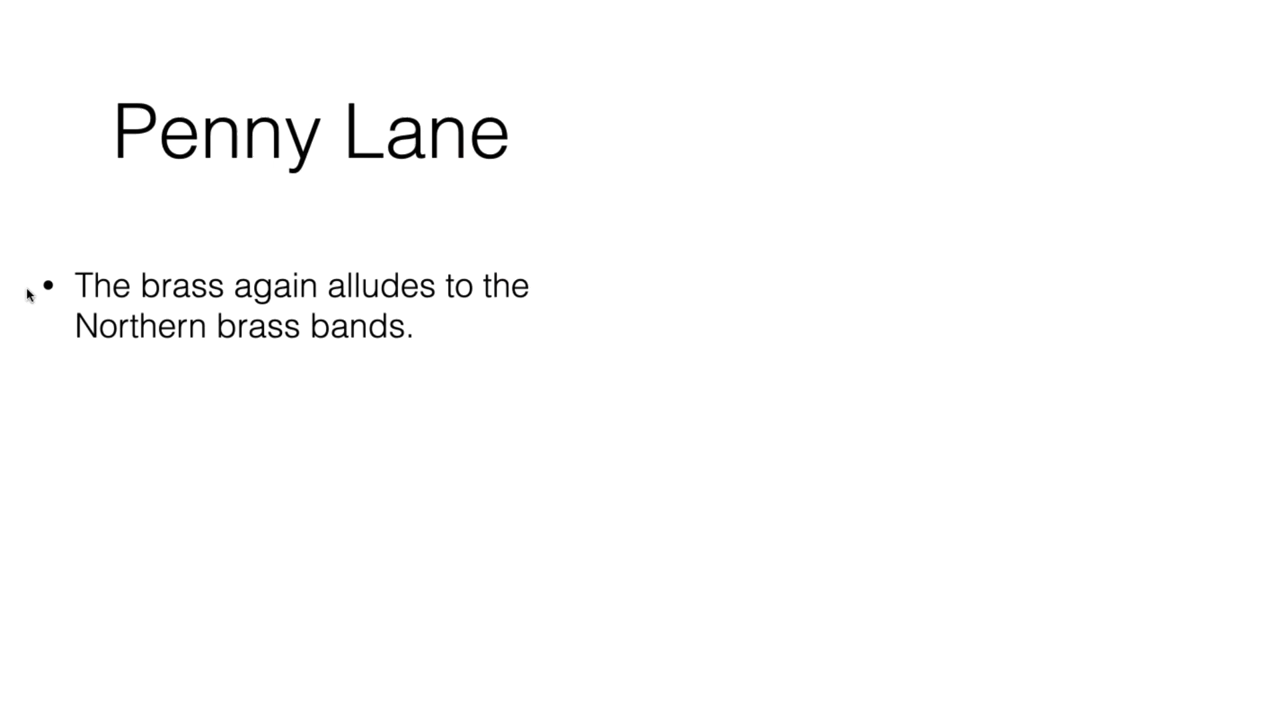 Penny Lane
• The brass again alludes to the
Northern brass bands.